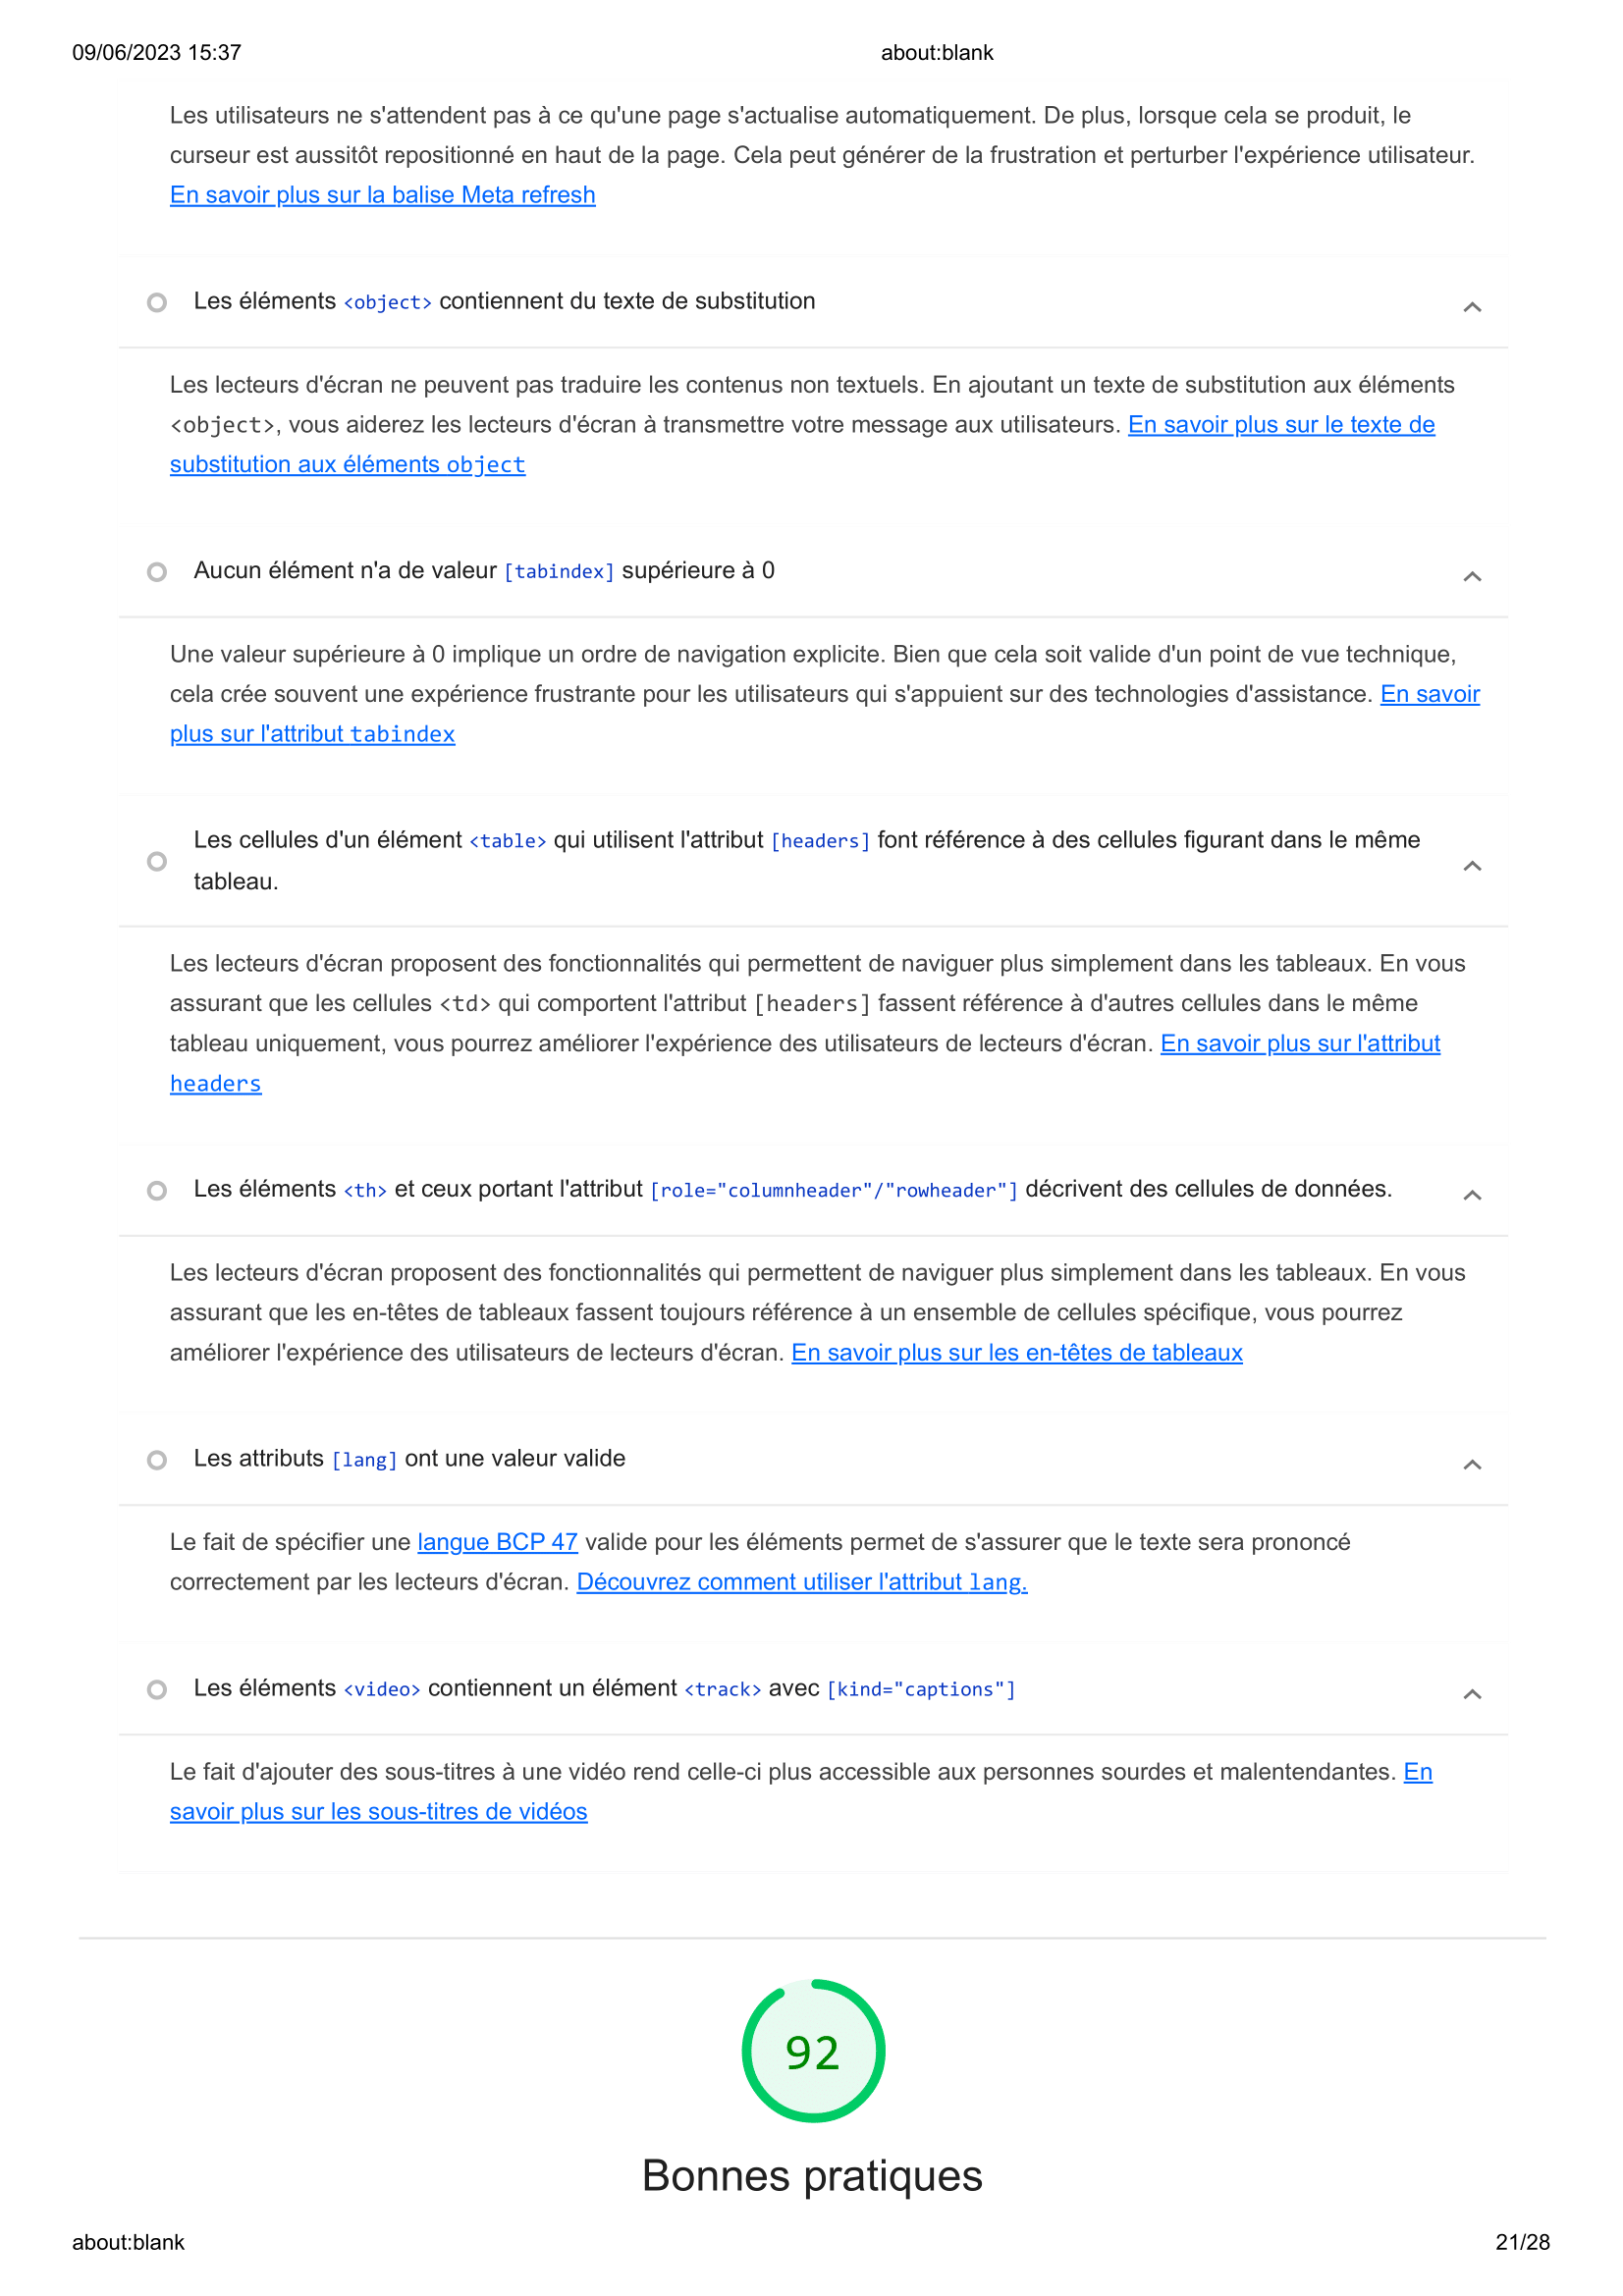 09/06/2023 15:37
about:blank
Les utilisateurs ne s'attendent pas à ce qu'une page s'actualise automatiquement. De plus, lorsque cela se produit, le
curseur est aussitôt repositionné en haut de la page. Cela peut générer de la frustration et perturber l'expérience utilisateur.
En savoir plus sur la balise Meta refresh
Les éléments <object> contiennent du texte de substitution
Les lecteurs d'écran ne peuvent pas traduire les contenus non textuels. En ajoutant un texte de substitution aux éléments
<object>, vous aiderez les lecteurs d'écran à transmettre votre message aux utilisateurs. En savoir plus sur le texte de
substitution aux éléments object
Aucun élément n'a de valeur [tabindex] supérieure à 0
Une valeur supérieure à 0 implique un ordre de navigation explicite. Bien que cela soit valide d'un point de vue technique,
cela crée souvent une expérience frustrante pour les utilisateurs qui s'appuient sur des technologies d'assistance. En savoir
plus sur l'attribut tabindex
Les cellules d'un élément <table> qui utilisent l'attribut [headers] font référence à des cellules figurant dans le même
tableau.
Les lecteurs d'écran proposent des fonctionnalités qui permettent de naviguer plus simplement dans les tableaux. En vous
assurant que les cellules <td> qui comportent l'attribut [headers] fassent référence à d'autres cellules dans le même
tableau uniquement, vous pourrez améliorer l'expérience des utilisateurs de lecteurs d'écran. En savoir plus sur l'attribut
headers
Les éléments <th> et ceux portant l'attribut [role="columnheader"/"rowheader"] décrivent des cellules de données.
Les lecteurs d'écran proposent des fonctionnalités qui permettent de naviguer plus simplement dans les tableaux. En vous
assurant que les en-têtes de tableaux fassent toujours référence à un ensemble de cellules spécifique, vous pourrez
améliorer l'expérience des utilisateurs de lecteurs d'écran. En savoir plus sur les en-têtes de tableaux
Les attributs [lang] ont une valeur valide
Le fait de spécifier une langue BCP 47 valide pour les éléments permet de s'assurer que le texte sera prononcé
correctement par les lecteurs d'écran. Découvrez comment utiliser l'attribut lang.
Les éléments <video> contiennent un élément <track> avec [kind="captions"]
Le fait d'ajouter des sous-titres à une vidéo rend celle-ci plus accessible aux personnes sourdes et malentendantes. En
savoir plus sur les sous-titres de vidéos
92
Bonnes pratiques
about:blank
21/28